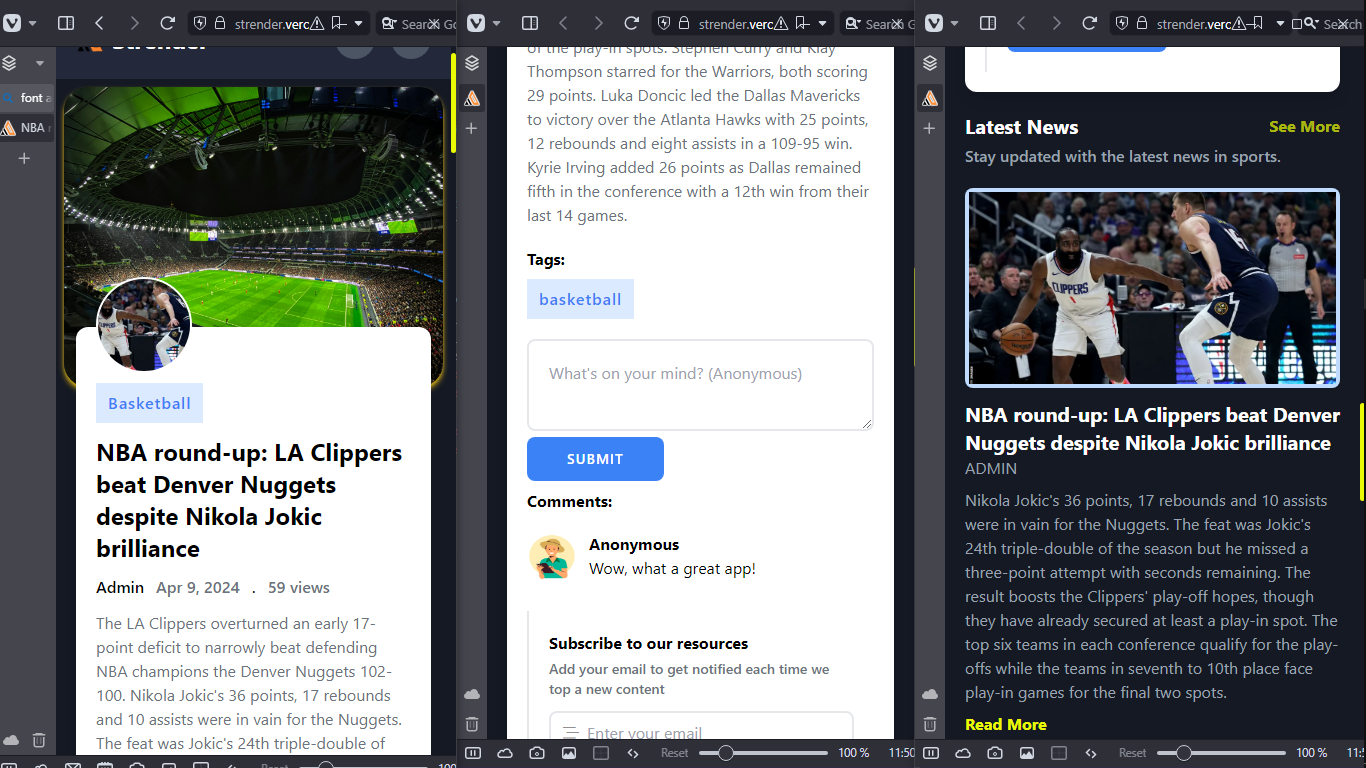 strender.verc
Search Go
font a
NBA r
Strender
Basketball
NBA round-up: LA Clippers
beat Denver Nuggets
despite Nikola Jokic
brilliance
Admin Apr 9, 2024 . 59 views
The LA Clippers overturned an early 17-
point deficit to narrowly beat defending
NBA champions the Denver Nuggets 102-
100. Nikola Jokic's 36 points, 17 rebounds
and 10 assists were in vain for the Nuggets.
The feat was Jokic's 24th triple-double of
Reset
100
strender.verc
Search Go
of the play-in spots. Stephen Curry and Klay
Thompson starred for the Warriors, both scoring
29 points. Luka Doncic led the Dallas Mavericks
to victory over the Atlanta Hawks with 25 points,
12 rebounds and eight assists in a 109-95 win.
Kyrie Irving added 26 points as Dallas remained
fifth in the conference with a 12th win from their
last 14 games.
Tags:
basketball
What's on your mind? (Anonymous)
SUBMIT
Comments:
Anonymous
Wow, what a great app!
Subscribe to our resources
Add your email to get notified each time we
top a new content
Enter your email
Reset 100 % 11:50
strender.verc
Search
Latest News See More
Stay updated with the latest news in sports.
CLIPPERS
1
NBA round-up: LA Clippers beat Denver
Nuggets despite Nikola Jokic brilliance
ADMIN
Nikola Jokic's 36 points, 17 rebounds and 10 assists
were in vain for the Nuggets. The feat was Jokic's
24th triple-double of the season but he missed a
three-point attempt with seconds remaining. The
result boosts the Clippers' play-off hopes, though
they have already secured at least a play-in spot. The
top six teams in each conference qualify for the play-
offs while the teams in seventh to 10th place face
play-in games for the final two spots.
Read More
Reset 100 % 11:5